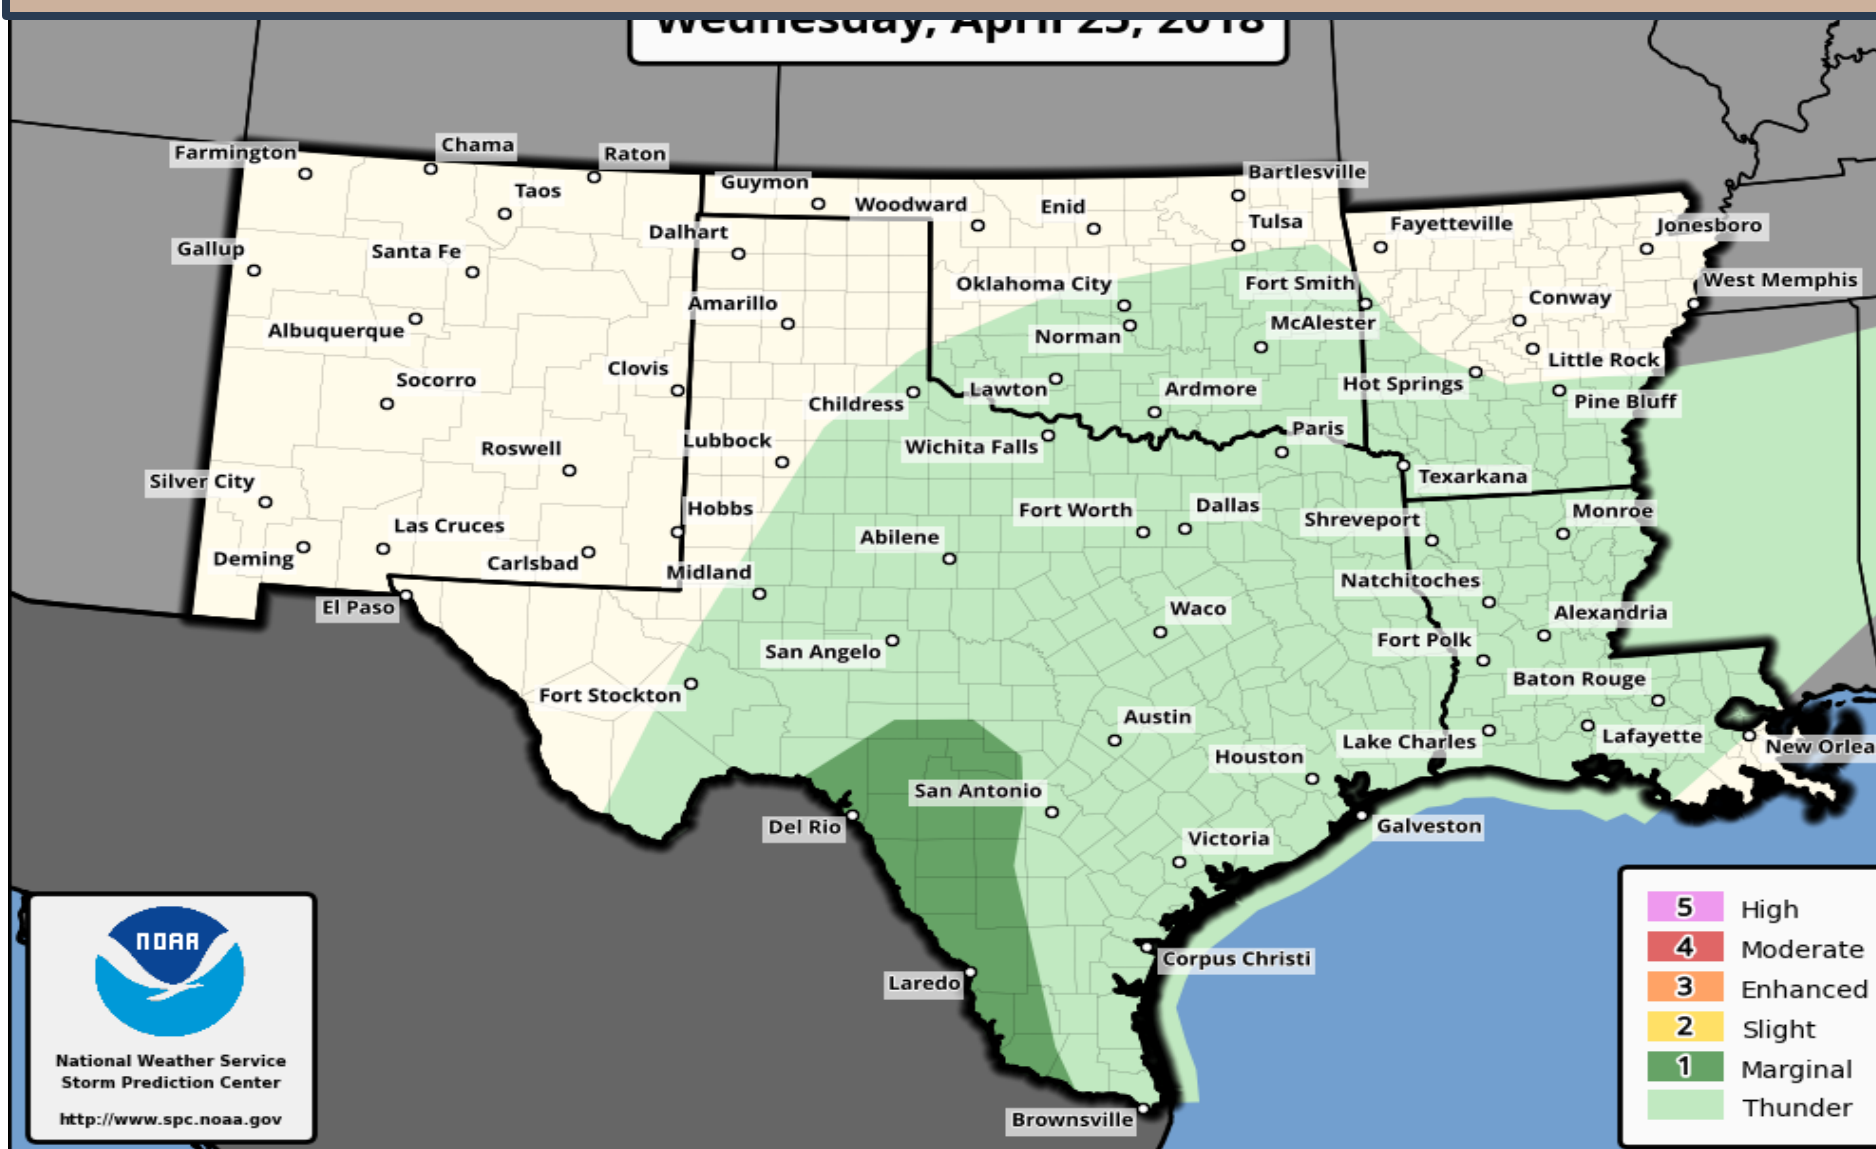 Wednesday, April 25, 2018
Farmington
Chama
Raton
Taos
Guymon
Woodward
Enid
Bartlesville
Tulsa
Fayetteville
Jonesboro
Gallup
Santa Fe
Dalhart
Oklahoma City
Fort Smith
West Memphis
Conway
Amarillo
Albuquerque
Norman
McAlester
Little Rock
Socorro
Clovis
Childress
Lawton
Ardmore
Hot Springs
Pine Bluff
Roswell
Lubbock
Wichita Falls
Paris
Texarkana
Silver City
Las Cruces
Hobbs
Fort Worth
Dallas
Shreveport
Monroe
Deming
Carlsbad
Midland
Abilene
Natchitoches
El Paso
Waco
Alexandria
San Angelo
Fort Polk
Fort Stockton
Baton Rouge
Austin
Lake Charles
Lafayette
New Orlea
Houston
San Antonio
Del Rio
Victoria
Galveston
Corpus Christi
Laredo
Brownsville
NOAA
National Weather Service
Storm Prediction Center
http://www.spc.noaa.gov
5 High
4 Moderate
3 Enhanced
2 Slight
1 Marginal
Thunder